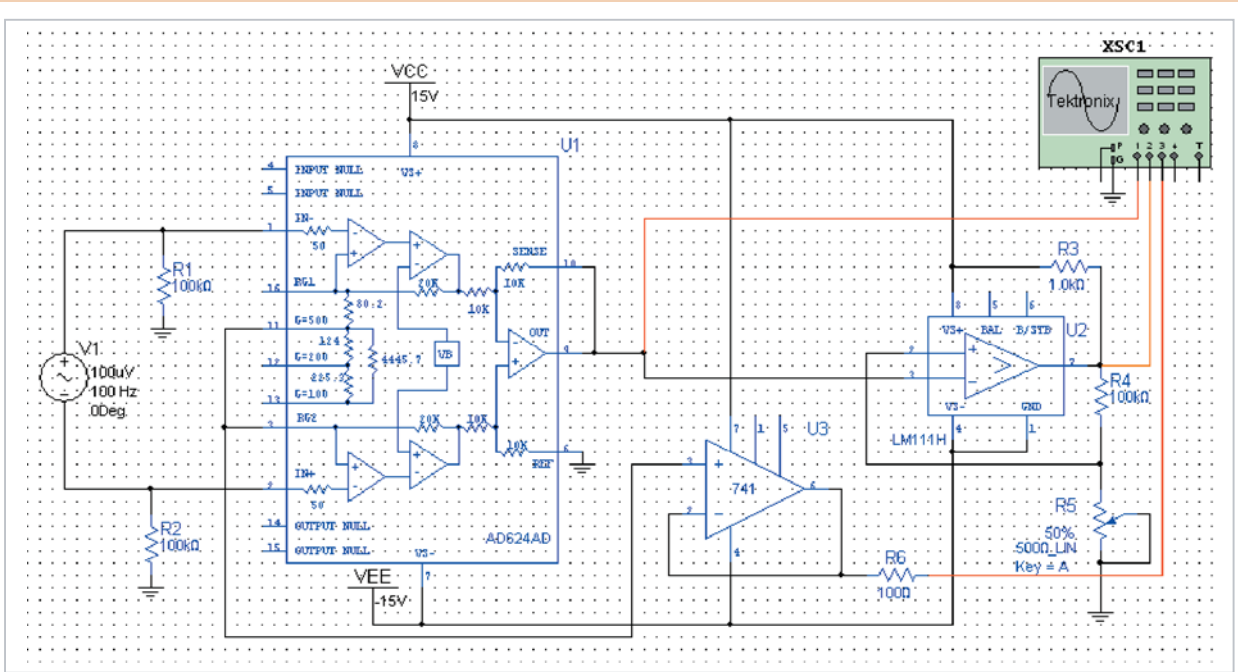 XSC1
Tektronix
P
G
1 2 3 4 T
VCC
15V
8
U1
4 INPUT NULL VS+
5 INPUT NULL
1 IN-
50
SENSE 10
10K
20K
10K
16 RG1
80.2
11 G=500
124
12 G=200
4445.7
VB
OUT
9
225.3
13 G=100
3 RG2
20K
10K
10K
6
REF
2 IN+
50
14 OUTPUT NULL
15 OUTPUT NULL
VS-
7
AD624AD
R1
100kΩ
V1
100uV
100 Hz
0Deg
R2
100kΩ
VEE
-15V
R3
1.0kΩ
8 5 6
VS+ BAL B/STB
U2
2
3
7
VS- GND
4 1
LM111H
R4
100kΩ
7 1 5
U3
3
2
741
6
4
R6
100Ω
R5
50%
500Ω_LIN
Key = A